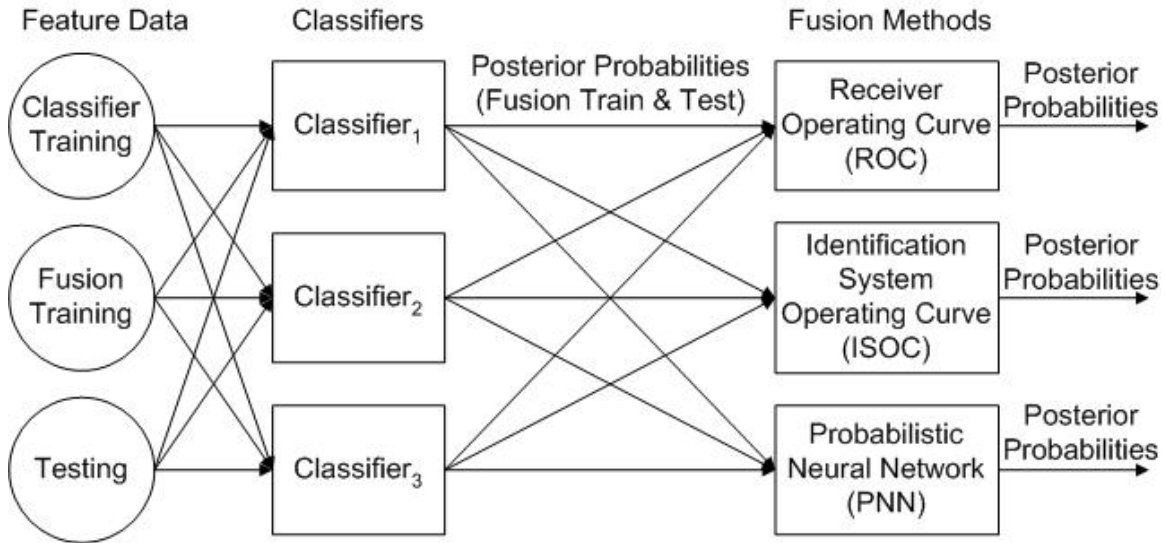 Feature Data
Classifiers
Fusion Methods
Classifier
Training
Fusion
Training
Testing
Classifier1
Classifier2
Classifier3
Posterior Probabilities
(Fusion Train & Test)
Receiver
Operating Curve
(ROC)
Identification
System
Operating Curve
(ISOC)
Probabilistic
Neural Network
(PNN)
Posterior
Probabilities
Posterior
Probabilities
Posterior
Probabilities